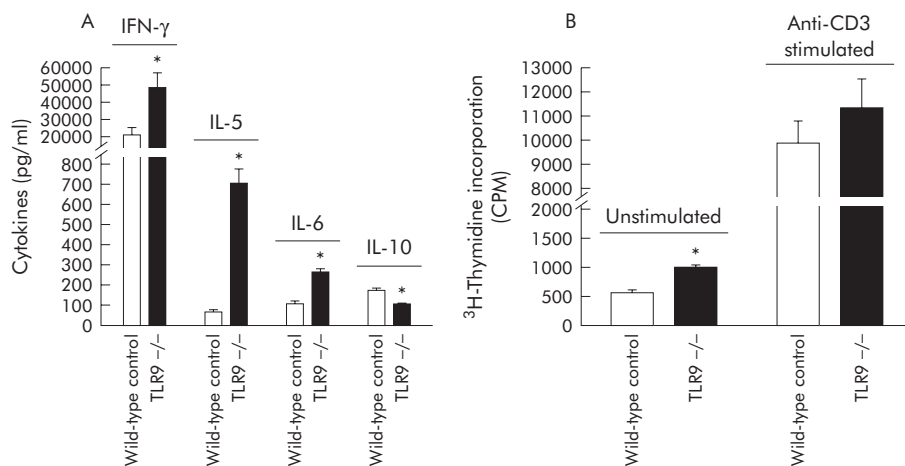 A
IFN-γ
Cytokines (pg/ml)
60000
50000
40000
30000
20000
800
700
600
500
400
300
200
100
0
*
IL-5
*
IL-6
*
IL-10
*
Wild-type control
TLR9 –/–
Wild-type control
TLR9 –/–
Wild-type control
TLR9 –/–
Wild-type control
TLR9 –/–
B
Anti-CD3
stimulated
³H-Thymidine incorporation
(CPM)
13000
12000
11000
10000
9000
2000
1500
1000
500
0
Unstimulated
*
Wild-type control
TLR9 –/–
Wild-type control
TLR9 –/–